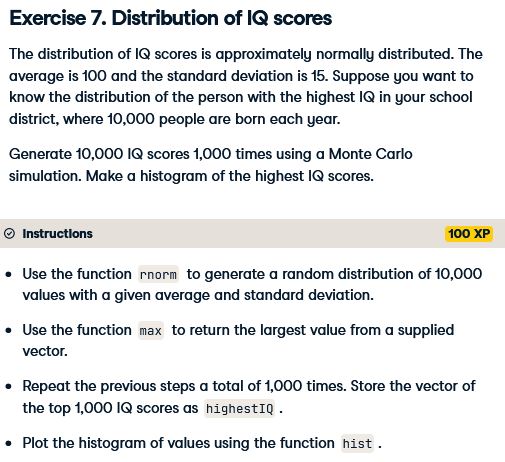 Exercise 7. Distribution of IQ scores
The distribution of IQ scores is approximately normally distributed. The
average is 100 and the standard deviation is 15. Suppose you want to
know the distribution of the person with the highest IQ in your school
district, where 10,000 people are born each year.
Generate 10,000 IQ scores 1,000 times using a Monte Carlo
simulation. Make a histogram of the highest IQ scores.
Instructions 100 XP
• Use the function rnorm to generate a random distribution of 10,000
values with a given average and standard deviation.
• Use the function max to return the largest value from a supplied
vector.
• Repeat the previous steps a total of 1,000 times. Store the vector of
the top 1,000 IQ scores as highestIQ .
• Plot the histogram of values using the function hist .